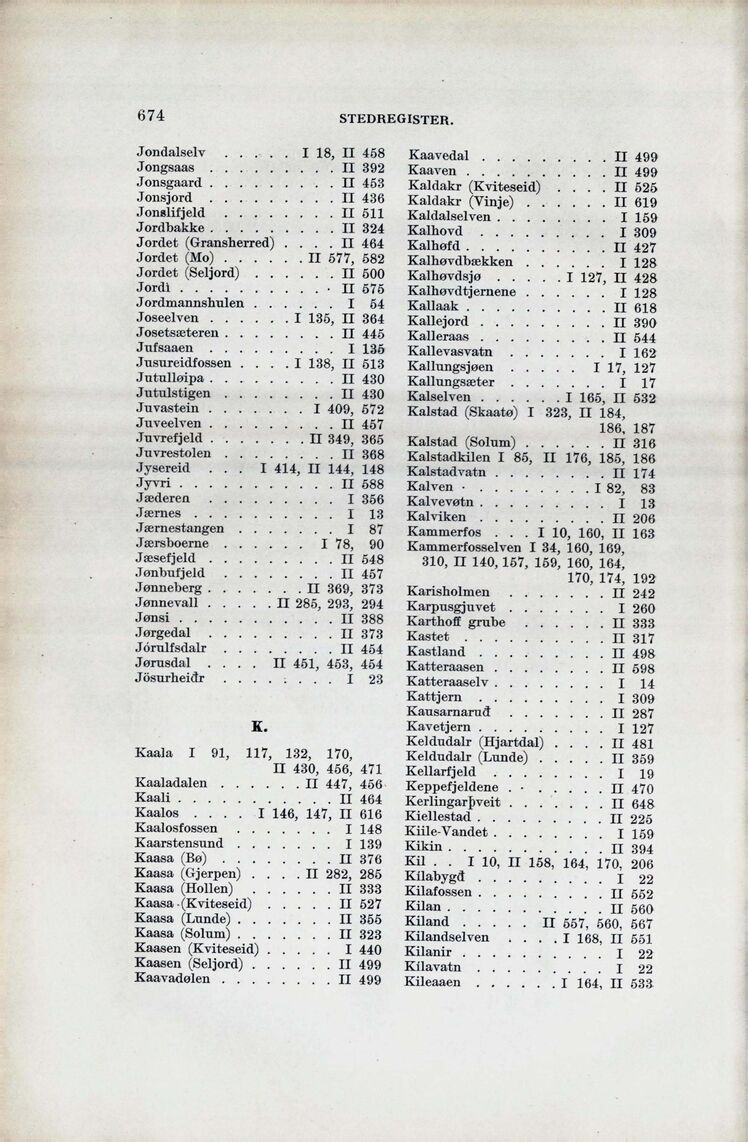 674
STEDREGISTER.
Jondalselv . . . . . I 18, II 458
Jongsaas . . . . . . . . . II 392
Jonsgaard . . . . . . . . . II 453
Jonsjord . . . . . . . . . II 436
Jonslifjeld . . . . . . . . . II 511
Jordbakke . . . . . . . . . II 324
Jordet (Gransherred) . . . . II 464
Jordet (Mo) . . . . . . . II 577, 582
Jordet (Seljord) . . . . . . II 500
Jordi . . . . . . . . . . . II 575
Jordmannshulen . . . . . . I 54
Joseelven . . . . . . I 135, II 364
Josetsæteren . . . . . . . . II 445
Jufsaaen . . . . . . . . . I 135
Jusureidfossen . . . . I 138, II 513
Jutulløipa . . . . . . . . . II 430
Jutulstigen . . . . . . . . II 430
Juvastein . . . . . . . I 409, 572
Juveelven . . . . . . . . . II 457
Juvrefjeld . . . . . . . II 349, 365
Juvrestolen . . . . . . . . II 368
Jysereid . . . I 414, II 144, 148
Jyvri . . . . . . . . . . . II 588
Jæderen . . . . . . . . . I 356
Jærnes . . . . . . . . . . I 13
Jærnestangen . . . . . . . I 87
Jærsboerne . . . . . . I 78, 90
Jæsefjeld . . . . . . . . . II 548
Jønbufjeld . . . . . . . . II 457
Jønneberg . . . . . . . II 369, 373
Jønnevall . . . . . II 285, 293, 294
Jønsi . . . . . . . . . . . II 388
Jørgedal . . . . . . . . . II 373
Jórulfsdalr . . . . . . . . II 454
Jørusdal . . . . II 451, 453, 454
Jösurheiðr . . . . . . . . I 23
K.
Kaala I 91, 117, 132, 170,
II 430, 456, 471
Kaaladalen . . . . . . II 447, 456
Kaali . . . . . . . . . . . II 464
Kaalos . . . . I 146, 147, II 616
Kaalosfossen . . . . . . . I 148
Kaarstensund . . . . . . . I 139
Kaasa (Bø) . . . . . . . . II 376
Kaasa (Gjerpen) . . . . II 282, 285
Kaasa (Hollen) . . . . . . II 333
Kaasa (Kviteseid) . . . . . II 527
Kaasa (Lunde) . . . . . . . II 355
Kaasa (Solum) . . . . . . . II 323
Kaasen (Kviteseid) . . . . . I 440
Kaasen (Seljord) . . . . . . II 499
Kaavadølen . . . . . . . . II 499
Kaavedal . . . . . . . . . II 499
Kaaven . . . . . . . . . . II 499
Kaldakr (Kviteseid) . . . . II 525
Kaldakr (Vinje) . . . . . . II 619
Kaldalselven . . . . . . . . I 159
Kalhovd . . . . . . . . . I 309
Kalhøfd . . . . . . . . . . II 427
Kalhøvdbækken . . . . . . I 128
Kalhøvdsjø . . . . . I 127, II 428
Kalhøvdtjernene . . . . . . I 128
Kallaak . . . . . . . . . . II 618
Kallejord . . . . . . . . . II 390
Kalleraas . . . . . . . . . II 544
Kallevasvatn . . . . . . . I 162
Kallungsjøen . . . . . I 17, 127
Kallungsæter . . . . . . . I 17
Kalselven . . . . . . I 165, II 532
Kalstad (Skaatø) I 323, II 184,
186, 187
Kalstad (Solum) . . . . . . II 316
Kalstadkilen I 85, II 176, 185, 186
Kalstadvatn . . . . . . . . II 174
Kalven . . . . . . . . . I 82, 83
Kalvevøtn . . . . . . . . . I 13
Kalviken . . . . . . . . . II 206
Kammerfos . . . I 10, 160, II 163
Kammerfosselven I 34, 160, 169,
310, II 140, 157, 159, 160, 164,
170, 174, 192
Karisholmen . . . . . . . II 242
Karpusgjuvet . . . . . . . I 260
Karthoff grube . . . . . . II 333
Kastet . . . . . . . . . . II 317
Kastland . . . . . . . . . II 498
Katteraasen . . . . . . . . II 598
Katteraaselv . . . . . . . . I 14
Kattjern . . . . . . . . . . I 309
Kausarnaruð . . . . . . . II 287
Kavetjern . . . . . . . . . I 127
Keldudalr (Hjartdal) . . . . II 481
Keldudalr (Lunde) . . . . . II 359
Kellarfjeld . . . . . . . . I 19
Keppefjeldene . . . . . . . II 470
Kerlingarþveit . . . . . . . II 648
Kiellestad . . . . . . . . . II 225
Kiile-Vandet . . . . . . . . I 159
Kikin . . . . . . . . . . . II 394
Kil . . I 10, II 158, 164, 170, 206
Kílabygð . . . . . . . . . I 22
Kilafossen . . . . . . . . . II 552
Kilan . . . . . . . . . . . II 560
Kiland . . . . . II 557, 560, 567
Kilandselven . . . . I 168, II 551
Kilanir . . . . . . . . . . I 22
Kílavatn . . . . . . . . . I 22
Kileaaen . . . . . . I 164, II 533